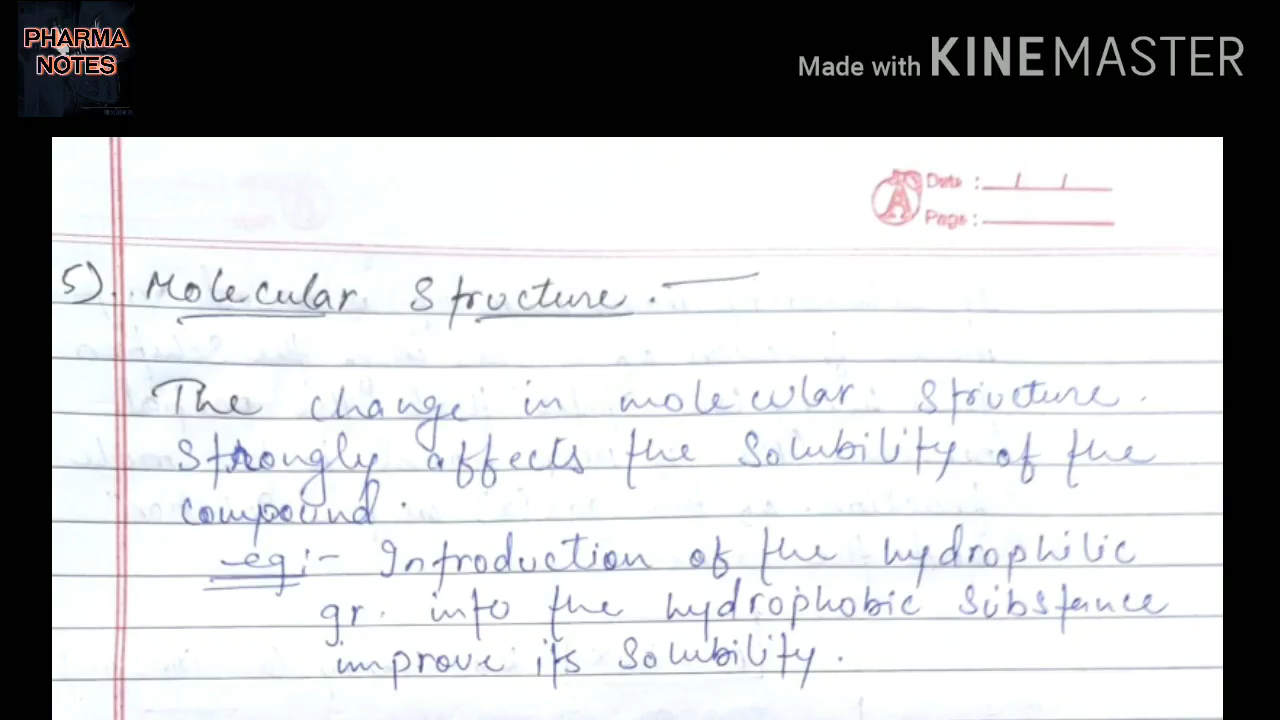 PHARMA
NOTES
Made with KINEMASTER
Date :
Page :
5). Molecular Structure.
The change in molecular structure.
Strongly affects the solubility of the
compound.
eg:- Introduction of the hydrophilic
gr. into the hydrophobic substance
improve its solubility.